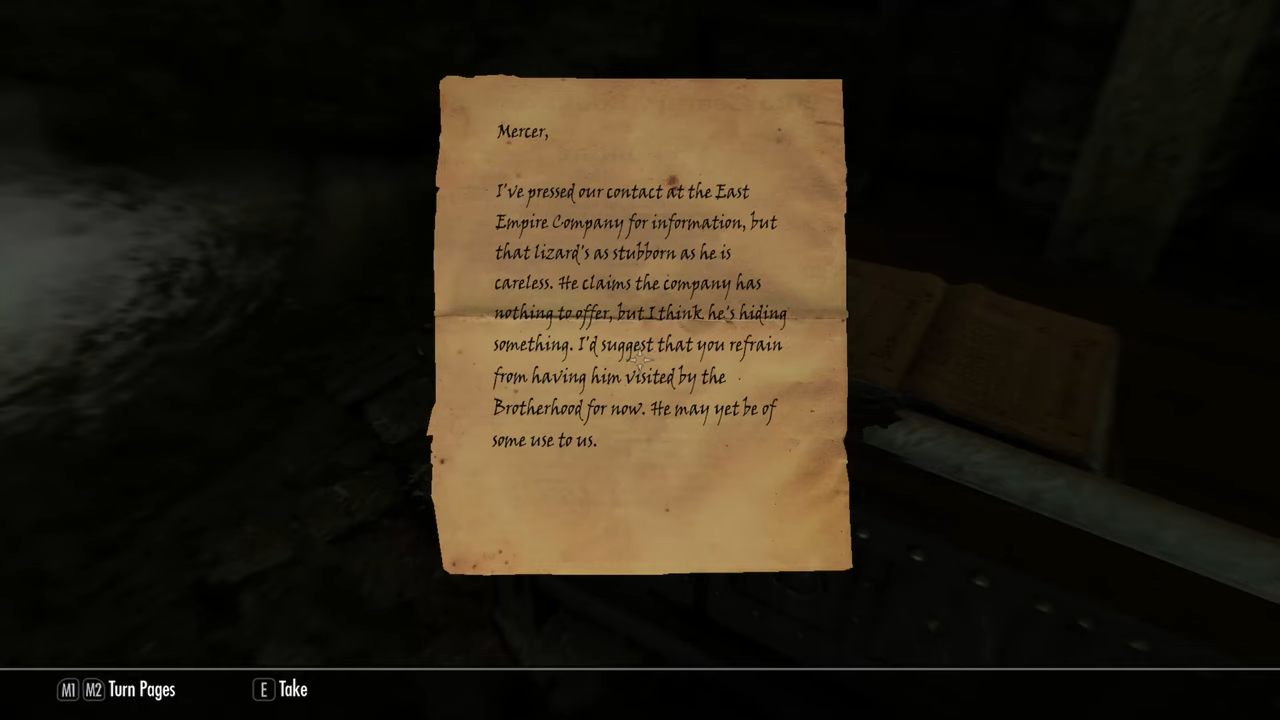 Mercer,
I've pressed our contact at the East
Empire Company for information, but
that lizard's as stubborn as he is
careless. He claims the company has
nothing to offer, but I think he's hiding
something. I'd suggest that you refrain
from having him visited by the
Brotherhood for now. He may yet be of
some use to us.
M1 M2 Turn Pages E Take